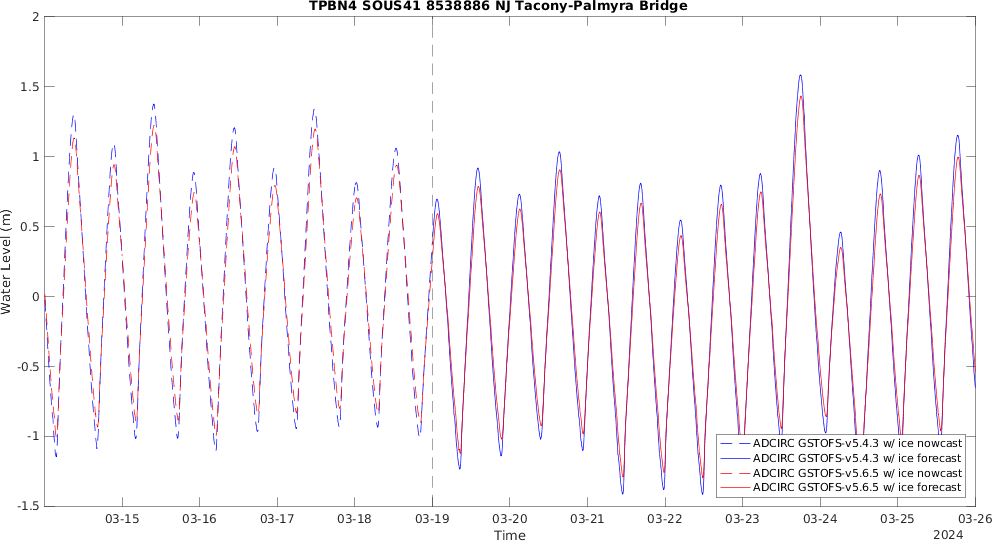 TPBN4 SOUS41 8538886 NJ Tacony-Palmyra Bridge
2
1.5
1
0.5
0
-0.5
-1
-1.5
Water Level (m)
ADCIRC GSTOFS-v5.4.3 w/ ice nowcast
ADCIRC GSTOFS-v5.4.3 w/ ice forecast
ADCIRC GSTOFS-v5.6.5 w/ ice nowcast
ADCIRC GSTOFS-v5.6.5 w/ ice forecast
03-15 03-16 03-17 03-18 03-19 03-20 03-21 03-22 03-23 03-24 03-25 03-26
Time
2024